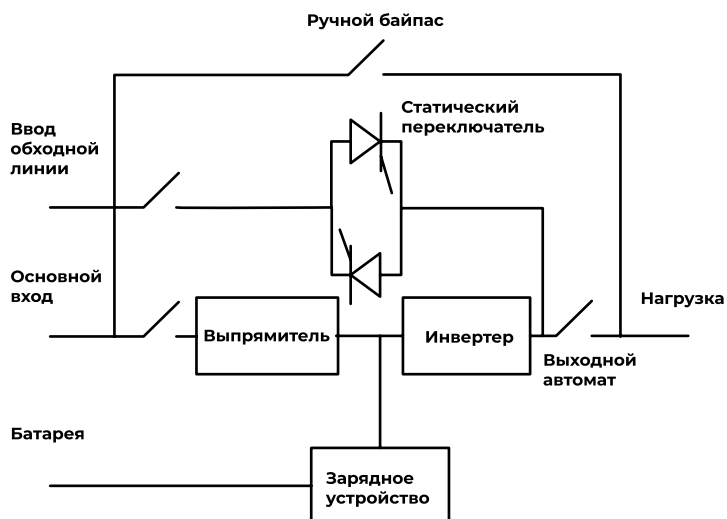 Ручной байпас
Статический
переключатель
Ввод
обходной
линии
Основной
вход
Нагрузка
Выпрямитель
Инвертер
Выходной
автомат
Батарея
Зарядное
устройство